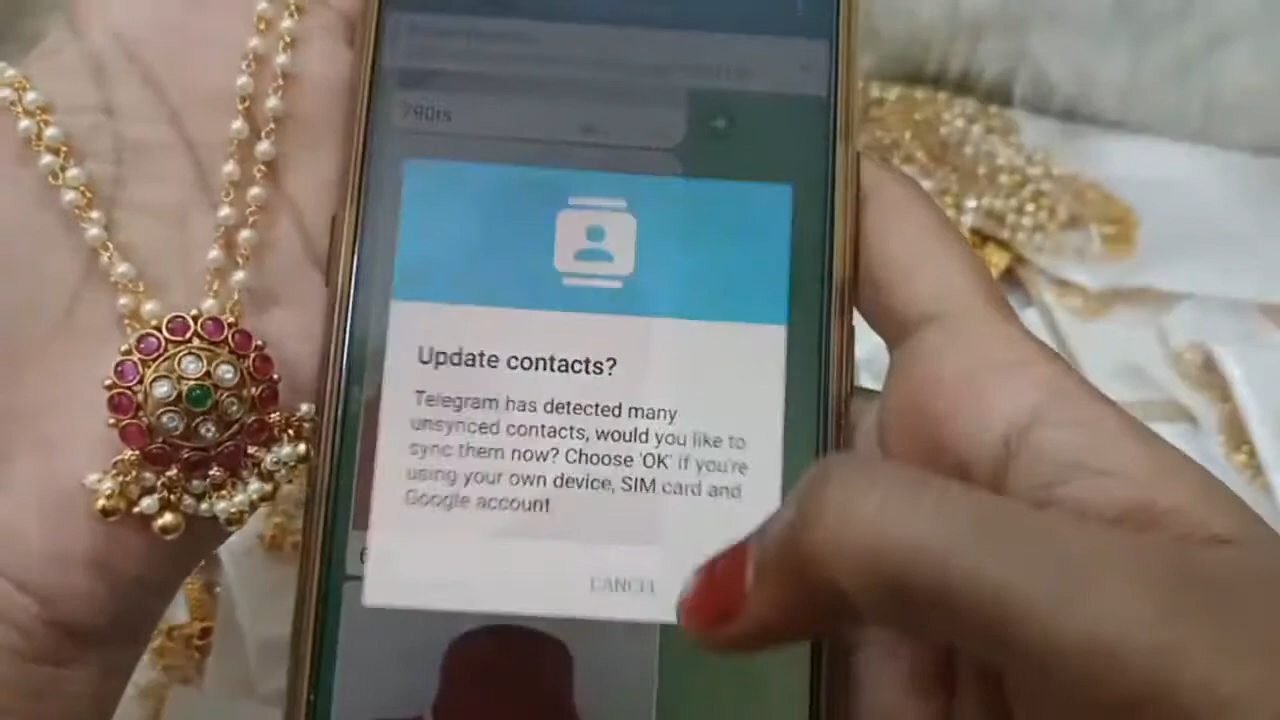 790rs
Update contacts?
Telegram has detected many
unsynced contacts, would you like to
sync them now? Choose 'OK' if you're
using your own device, SIM card and
Google account
CANCEL